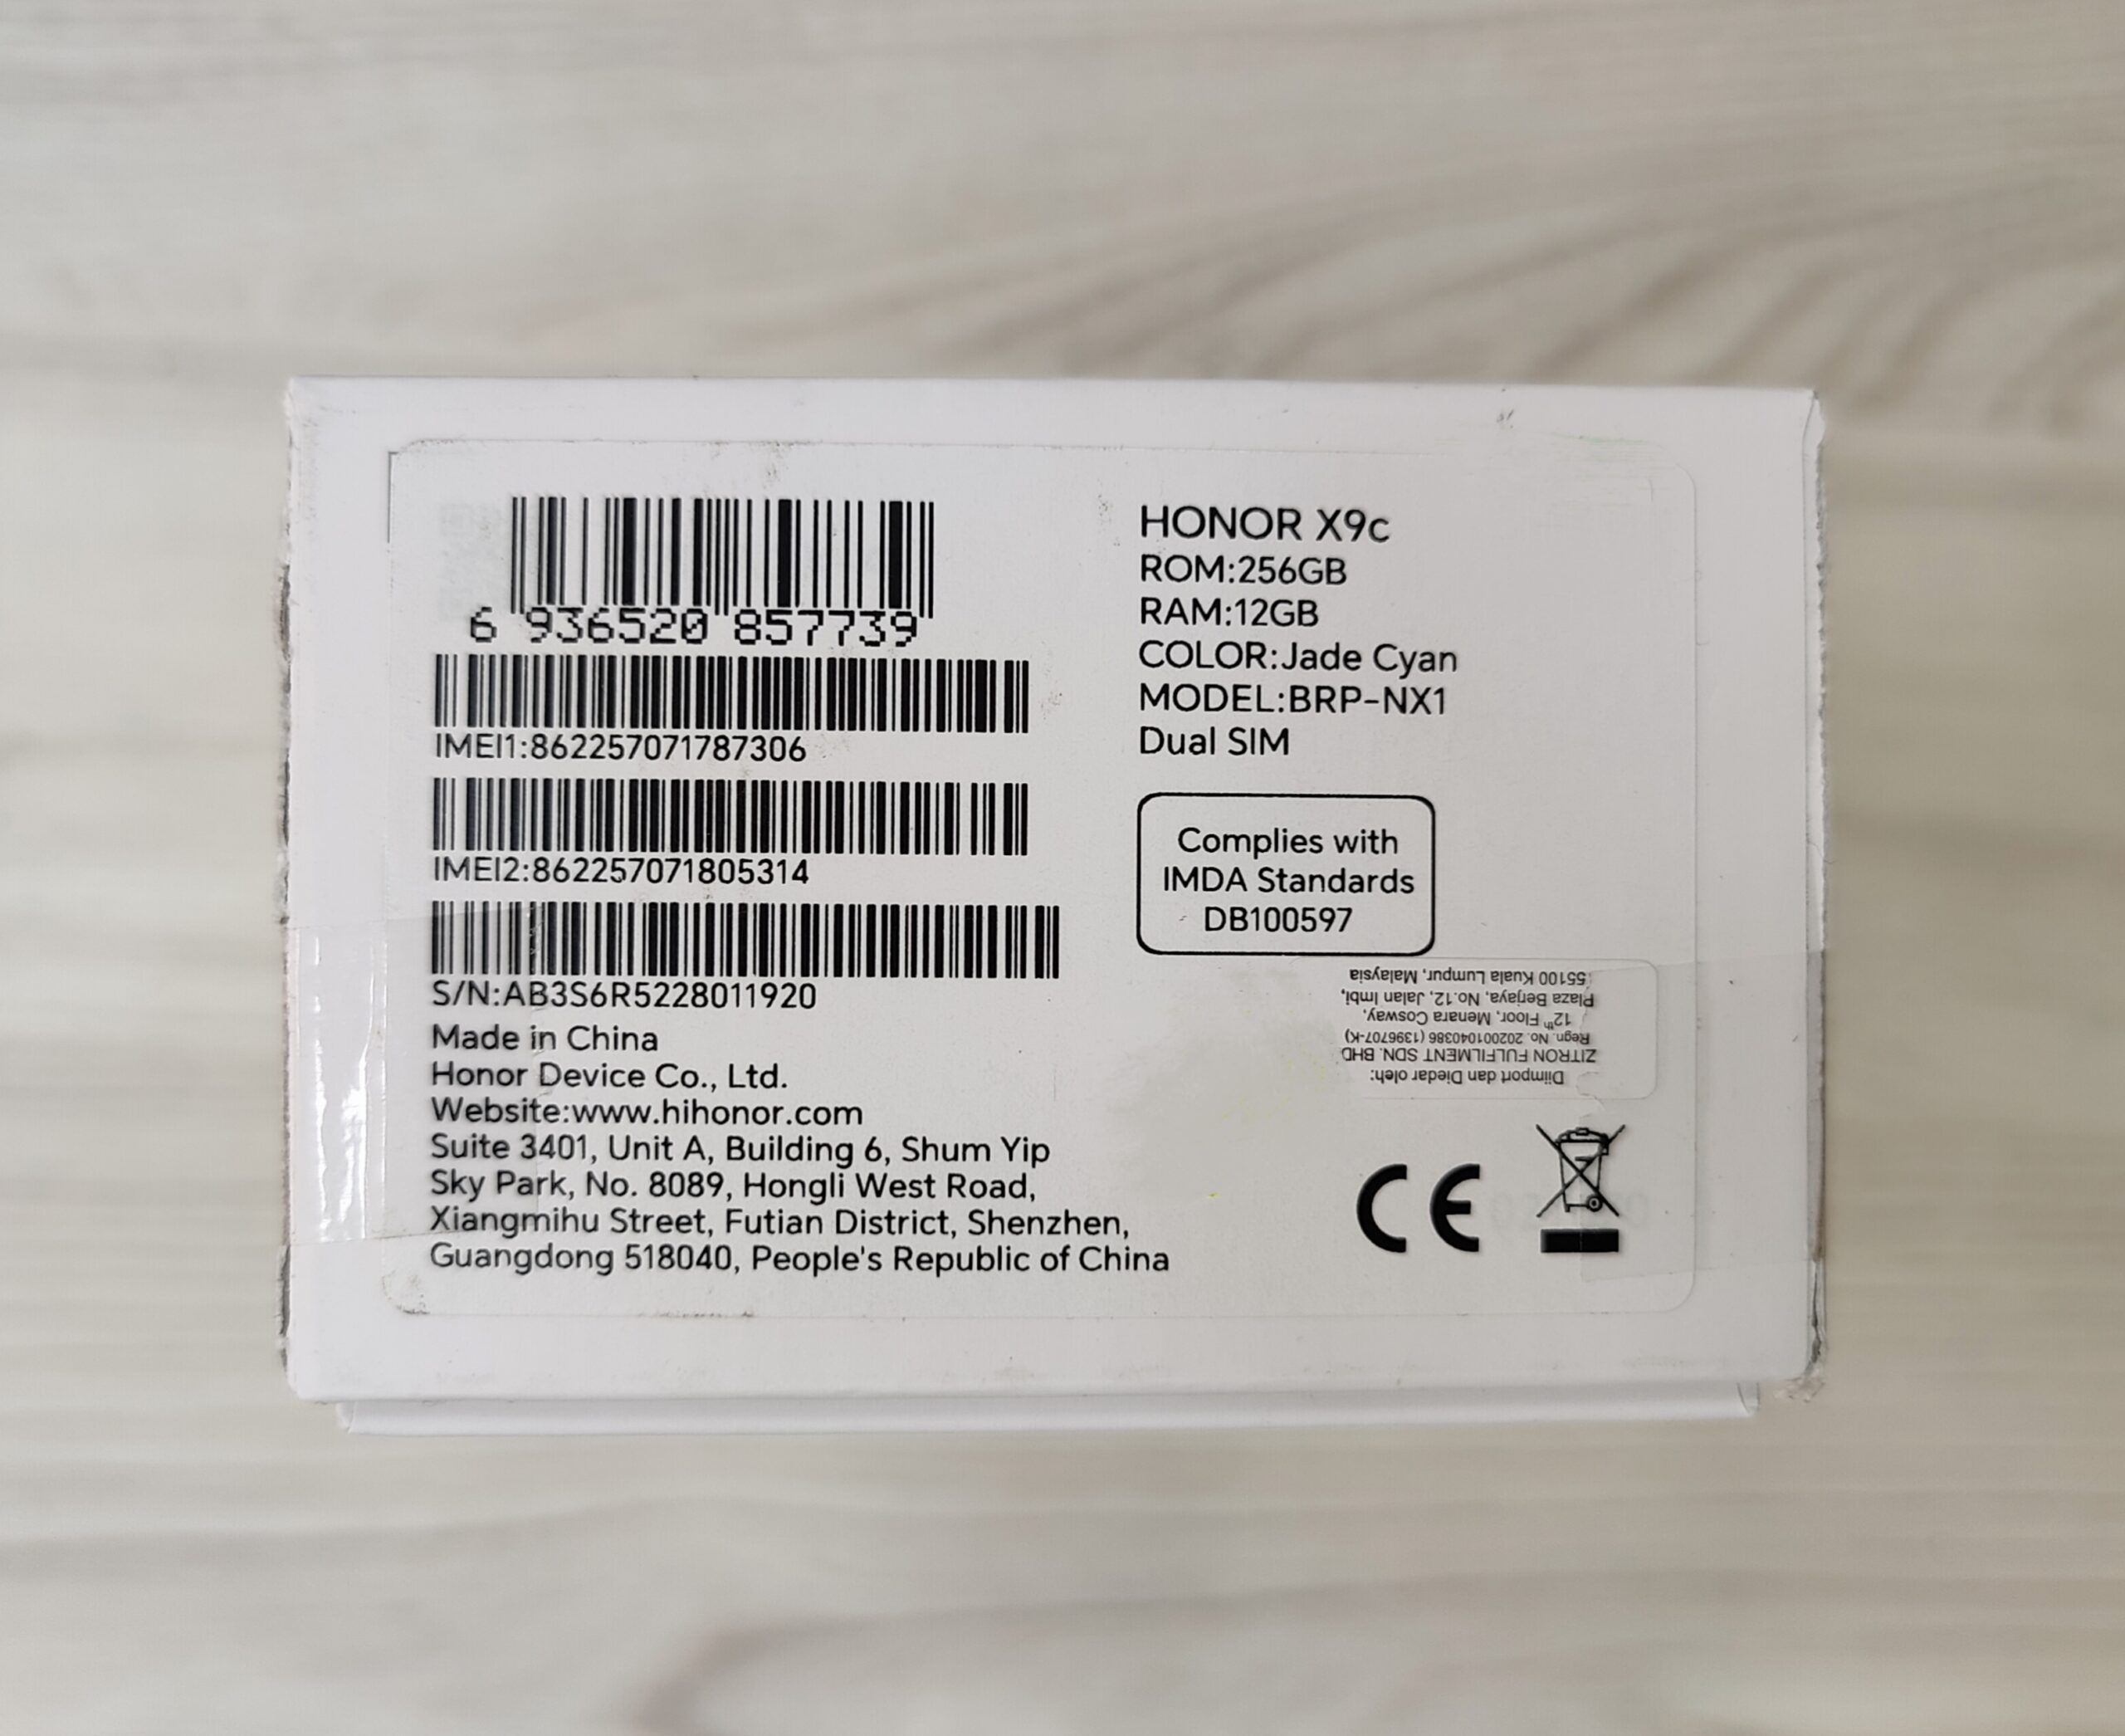 6 936520 857739
IMEI1:862257071787306
IMEI2:862257071805314
S/N:AB3S6R5228011920
Made in China
Honor Device Co., Ltd.
Website:www.hihonor.com
Suite 3401, Unit A, Building 6, Shum Yip
Sky Park, No. 8089, Hongli West Road,
Xiangmihu Street, Futian District, Shenzhen,
Guangdong 518040, People's Republic of China
HONOR X9c
ROM:256GB
RAM:12GB
COLOR:Jade Cyan
MODEL:BRP-NX1
Dual SIM
Complies with
IMDA Standards
DB100597
Diimport dan Diedar oleh:
ZITRON FULFILMENT SDN. BHD
Regn. No. 202001040386 (1396707-K)
12th Floor, Menara Cosway,
Plaza Berjaya, No.12, Jalan Imbi,
55100 Kuala Lumpur, Malaysia
CE